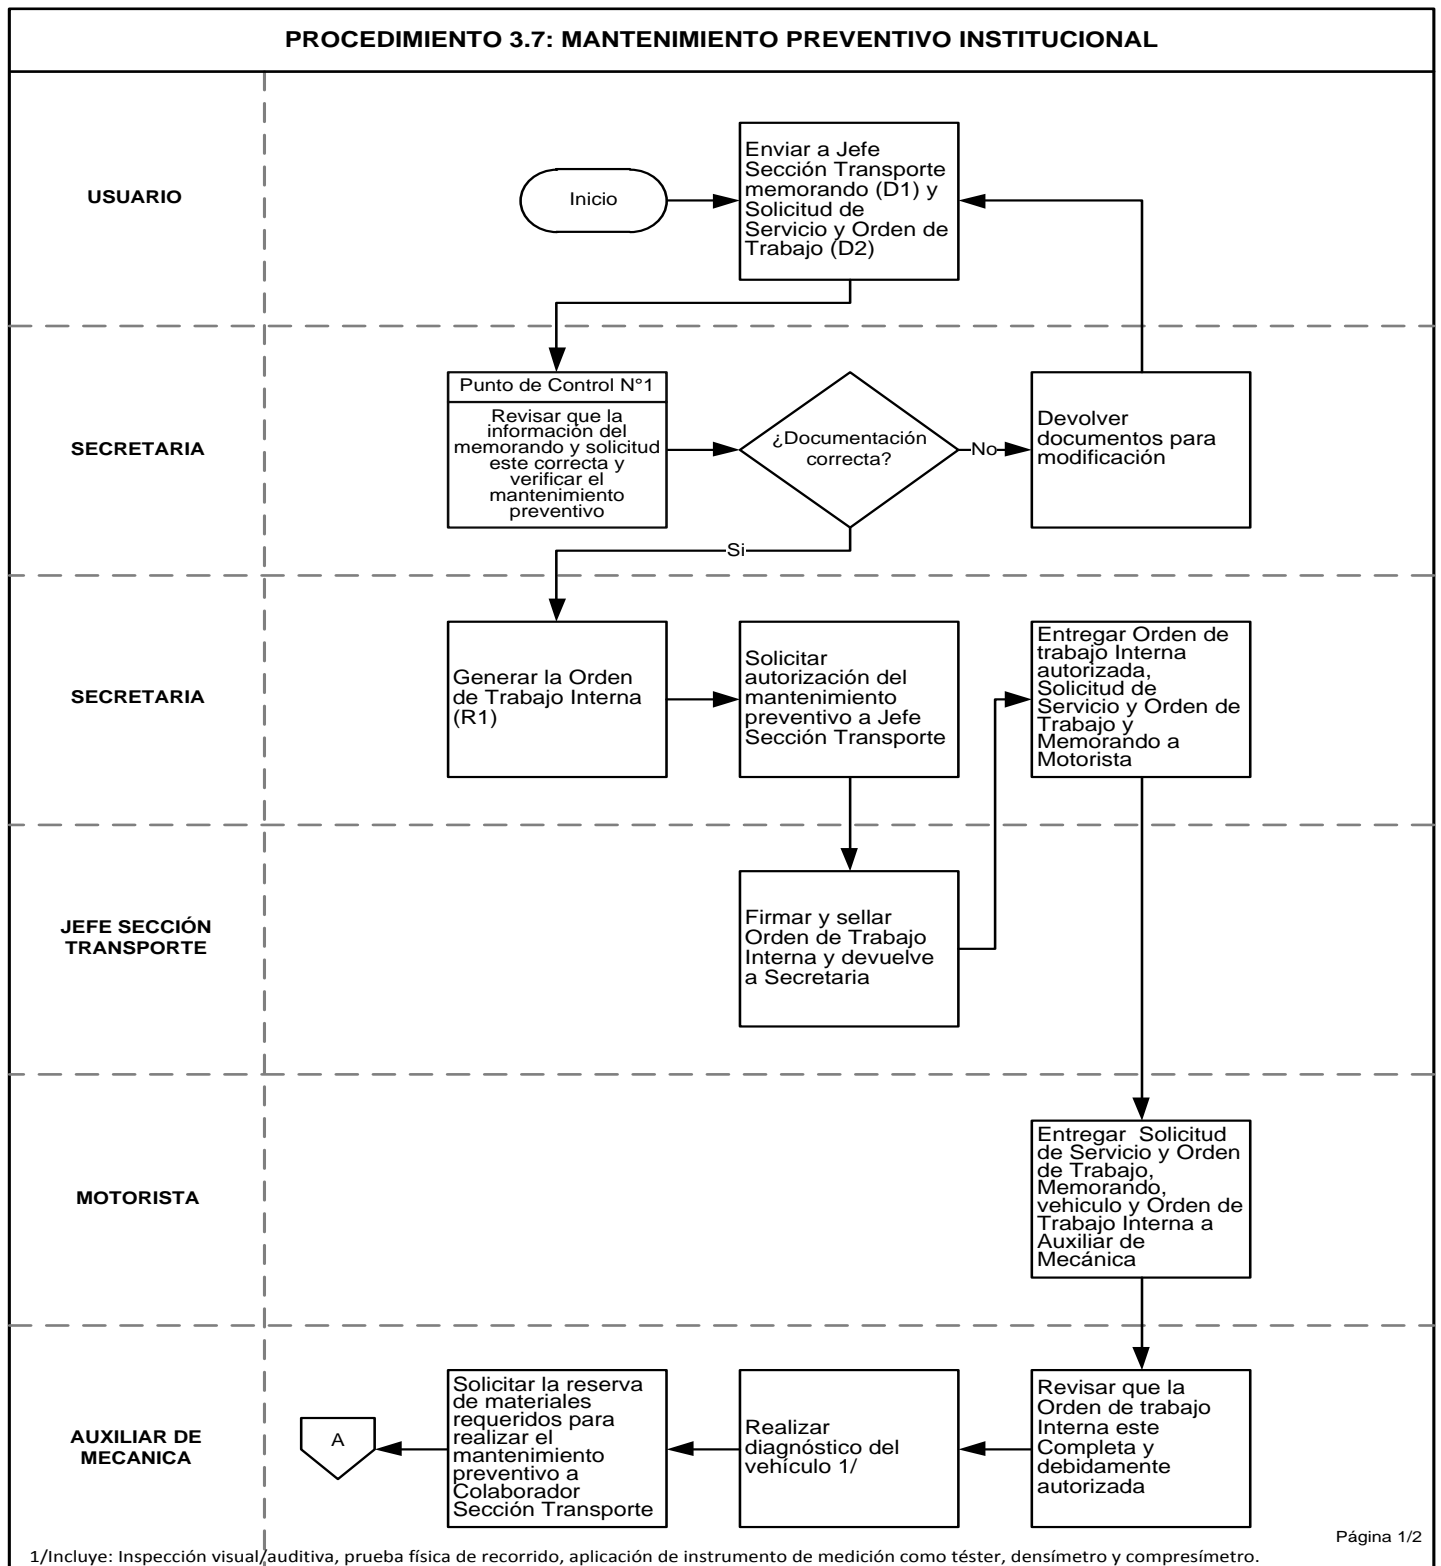 PROCEDIMIENTO 3.7: MANTENIMIENTO PREVENTIVO INSTITUCIONAL
USUARIO
Inicio
Enviar a Jefe
Sección Transporte
memorando (D1) y
Solicitud de
Servicio y Orden de
Trabajo (D2)
SECRETARIA
Punto de Control N°1
Revisar que la
información del
memorando y solicitud
este correcta y
verificar el
mantenimiento
preventivo
¿Documentación
correcta?
No
Devolver
documentos para
modificación
Si
SECRETARIA
Generar la Orden
de Trabajo Interna
(R1)
Solicitar
autorización del
mantenimiento
preventivo a Jefe
Sección Transporte
Entregar Orden de
trabajo Interna
autorizada,
Solicitud de
Servicio y Orden de
Trabajo y
Memorando a
Motorista
JEFE SECCIÓN
TRANSPORTE
Firmar y sellar
Orden de Trabajo
Interna y devuelve
a Secretaria
MOTORISTA
Entregar  Solicitud
de Servicio y Orden
de Trabajo,
Memorando,
vehiculo y Orden de
Trabajo Interna a
Auxiliar de
Mecánica
AUXILIAR DE
MECANICA
A
Solicitar la reserva
de materiales
requeridos para
realizar el
mantenimiento
preventivo a
Colaborador
Sección Transporte
Realizar
diagnóstico del
vehículo 1/
Revisar que la
Orden de trabajo
Interna este
Completa y
debidamente
autorizada
Página 1/2
1/Incluye: Inspección visual/auditiva, prueba física de recorrido, aplicación de instrumento de medición como téster, densímetro y compresímetro.